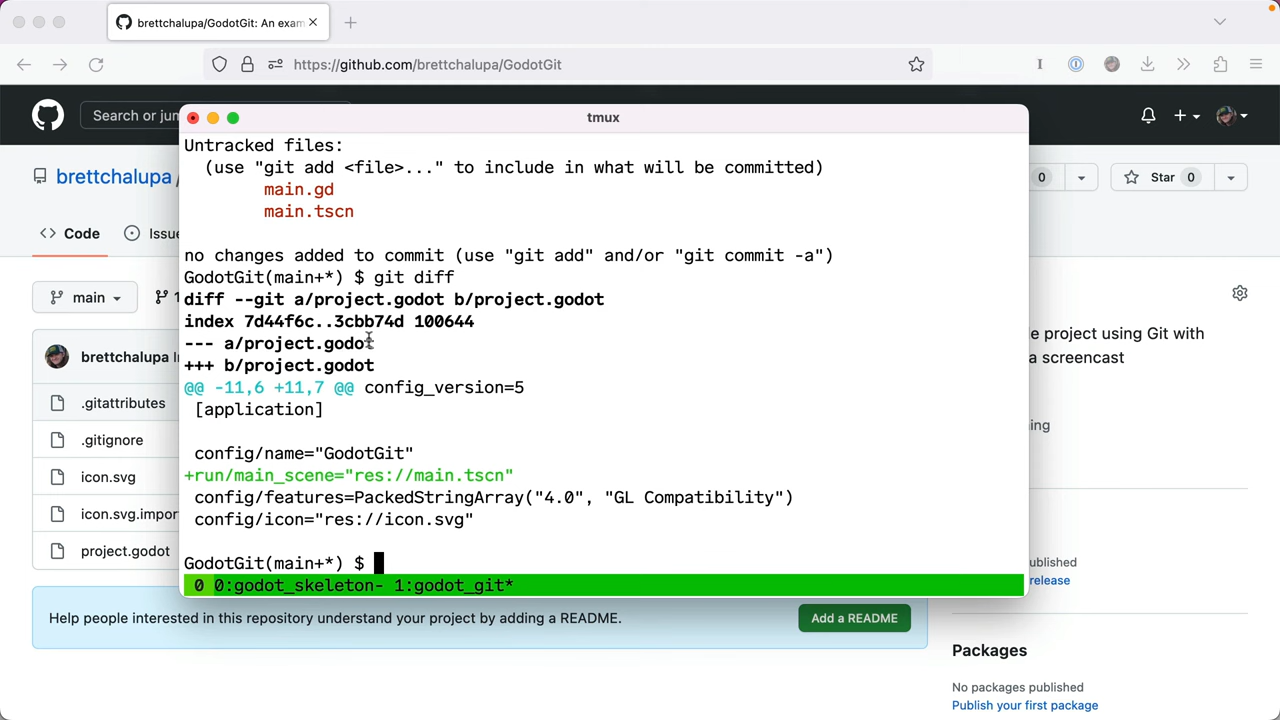 brettchalupa/GodotGit: An exam
https://github.com/brettchalupa/GodotGit
Search or jum
tmux
brettchalupa /
0
Star 0
Code
Issue
main
1
Untracked files:
(use "git add <file>..." to include in what will be committed)
main.gd
main.tscn
no changes added to commit (use "git add" and/or "git commit -a")
GodotGit(main+*) $ git diff
diff --git a/project.godot b/project.godot
index 7d44f6c..3cbb74d 100644
--- a/project.godot
+++ b/project.godot
@@ -11,6 +11,7 @@ config_version=5
[application]
config/name="GodotGit"
+run/main_scene="res://main.tscn"
config/features=PackedStringArray("4.0", "GL Compatibility")
config/icon="res://icon.svg"
GodotGit(main+*) $
0 0:godot_skeleton- 1:godot_git*
brettchalupa In
.gitattributes
.gitignore
icon.svg
icon.svg.impor
project.godot
Help people interested in this repository understand your project by adding a README.
Add a README
e project using Git with
a screencast
ing
ublished
release
Packages
No packages published
Publish your first package